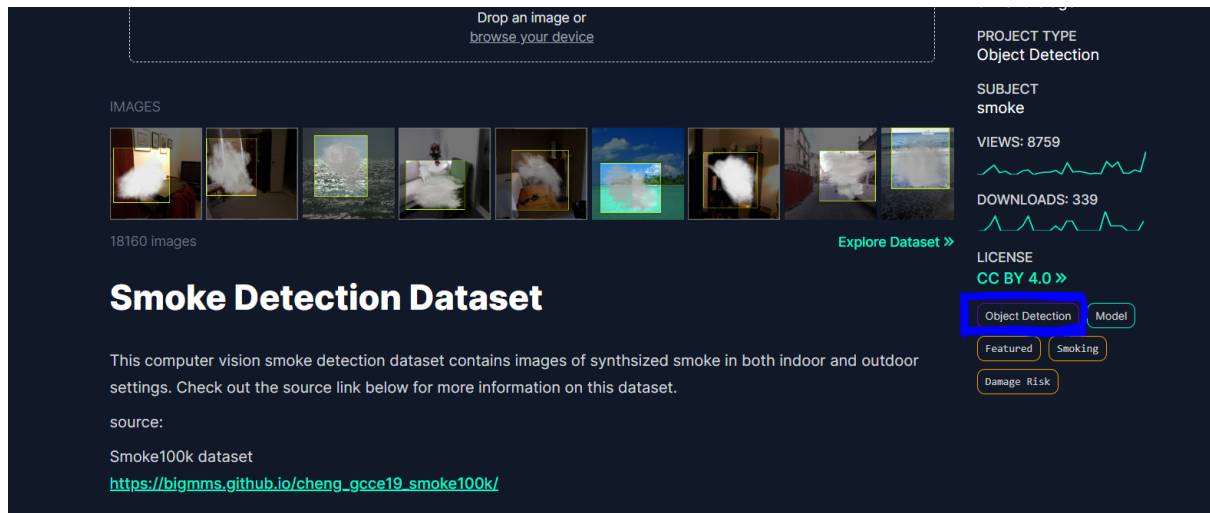 Drop an image or
browse your device
IMAGES
18160 images
Explore Dataset »
Smoke Detection Dataset
This computer vision smoke detection dataset contains images of synthsized smoke in both indoor and outdoor
settings. Check out the source link below for more information on this dataset.
source:
Smoke100k dataset
https://bigmms.github.io/cheng_gcce19_smoke100k/
PROJECT TYPE
Object Detection
SUBJECT
smoke
VIEWS: 8759
DOWNLOADS: 339
LICENSE
CC BY 4.0 »
Object Detection Model
Featured Smoking
Damage Risk